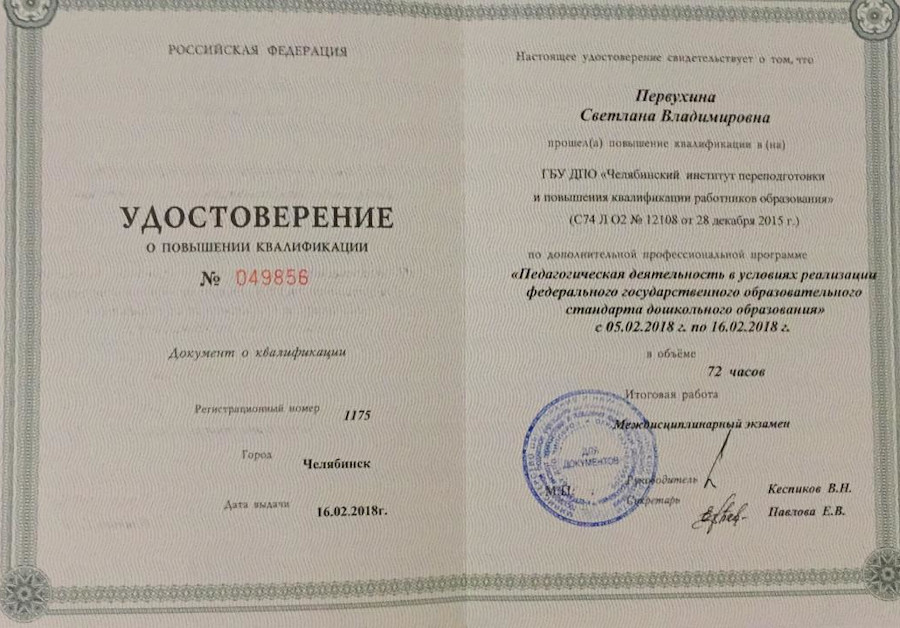 РОССИЙСКАЯ ФЕДЕРАЦИЯ
УДОСТОВЕРЕНИЕ
О ПОВЫШЕНИИ КВАЛИФИКАЦИИ
№ 049856
Документ о квалификации
Регистрационный номер 1175
Город Челябинск
Дата выдачи 16.02.2018г.
Настоящее удостоверение свидетельствует о том, что
Первухина
Светлана Владимировна
прошел(а) повышение квалификации в (на)
ГБУ ДПО «Челябинский институт переподготовки
и повышения квалификации работников образования»
(С74 Л О2 № 12108 от 28 декабря 2015 г.)
по дополнительной профессиональной программе
«Педагогическая деятельность в условиях реализации
федерального государственного образовательного
стандарта дошкольного образования»
с 05.02.2018 г. по 16.02.2018 г.
в объёме
72 часов
Итоговая работа
Междисциплинарный экзамен
ДЛЯ
ДОКУМЕНТОВ
М.П.
Руководитель Кеспиков В.Н.
Секретарь Павлова Е.В.